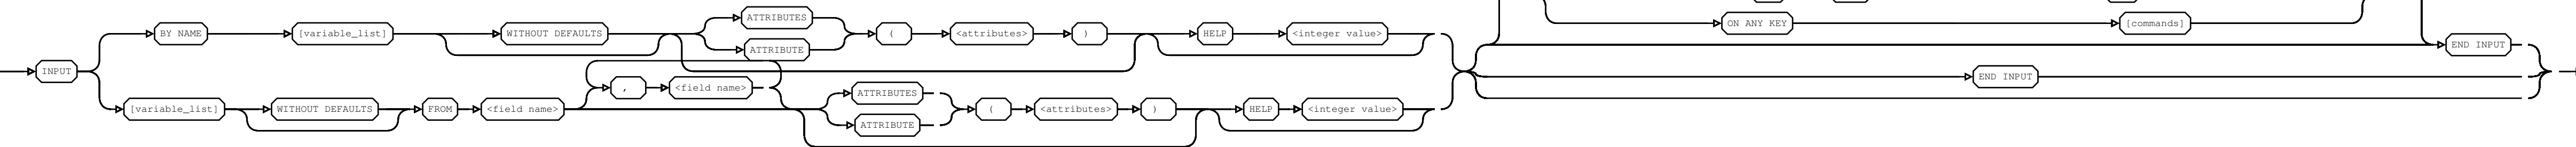 ATTRIBUTES
ON ANY KEY [commands]
BY NAME [variable_list] WITHOUT DEFAULTS ( <attributes> ) HELP <integer value>
END INPUT
ATTRIBUTE
INPUT
END INPUT
, <field name>
ATTRIBUTES
[variable_list] WITHOUT DEFAULTS FROM <field name> ( <attributes> ) HELP <integer value>
ATTRIBUTE